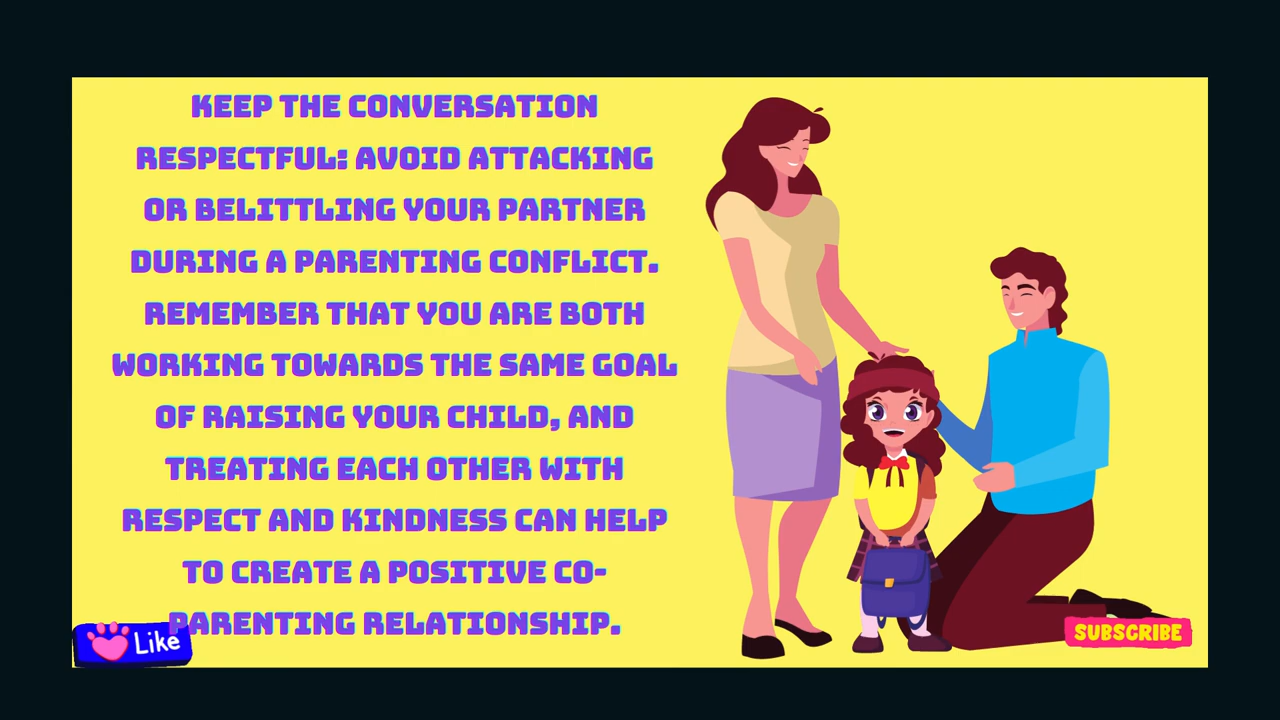 KEEP THE CONVERSATION
RESPECTFUL: AVOID ATTACKING
OR BELITTLING YOUR PARTNER
DURING A PARENTING CONFLICT.
REMEMBER THAT YOU ARE BOTH
WORKING TOWARDS THE SAME GOAL
OF RAISING YOUR CHILD, AND
TREATING EACH OTHER WITH
RESPECT AND KINDNESS CAN HELP
TO CREATE A POSITIVE CO-
PARENTING RELATIONSHIP.
Like
SUBSCRIBE